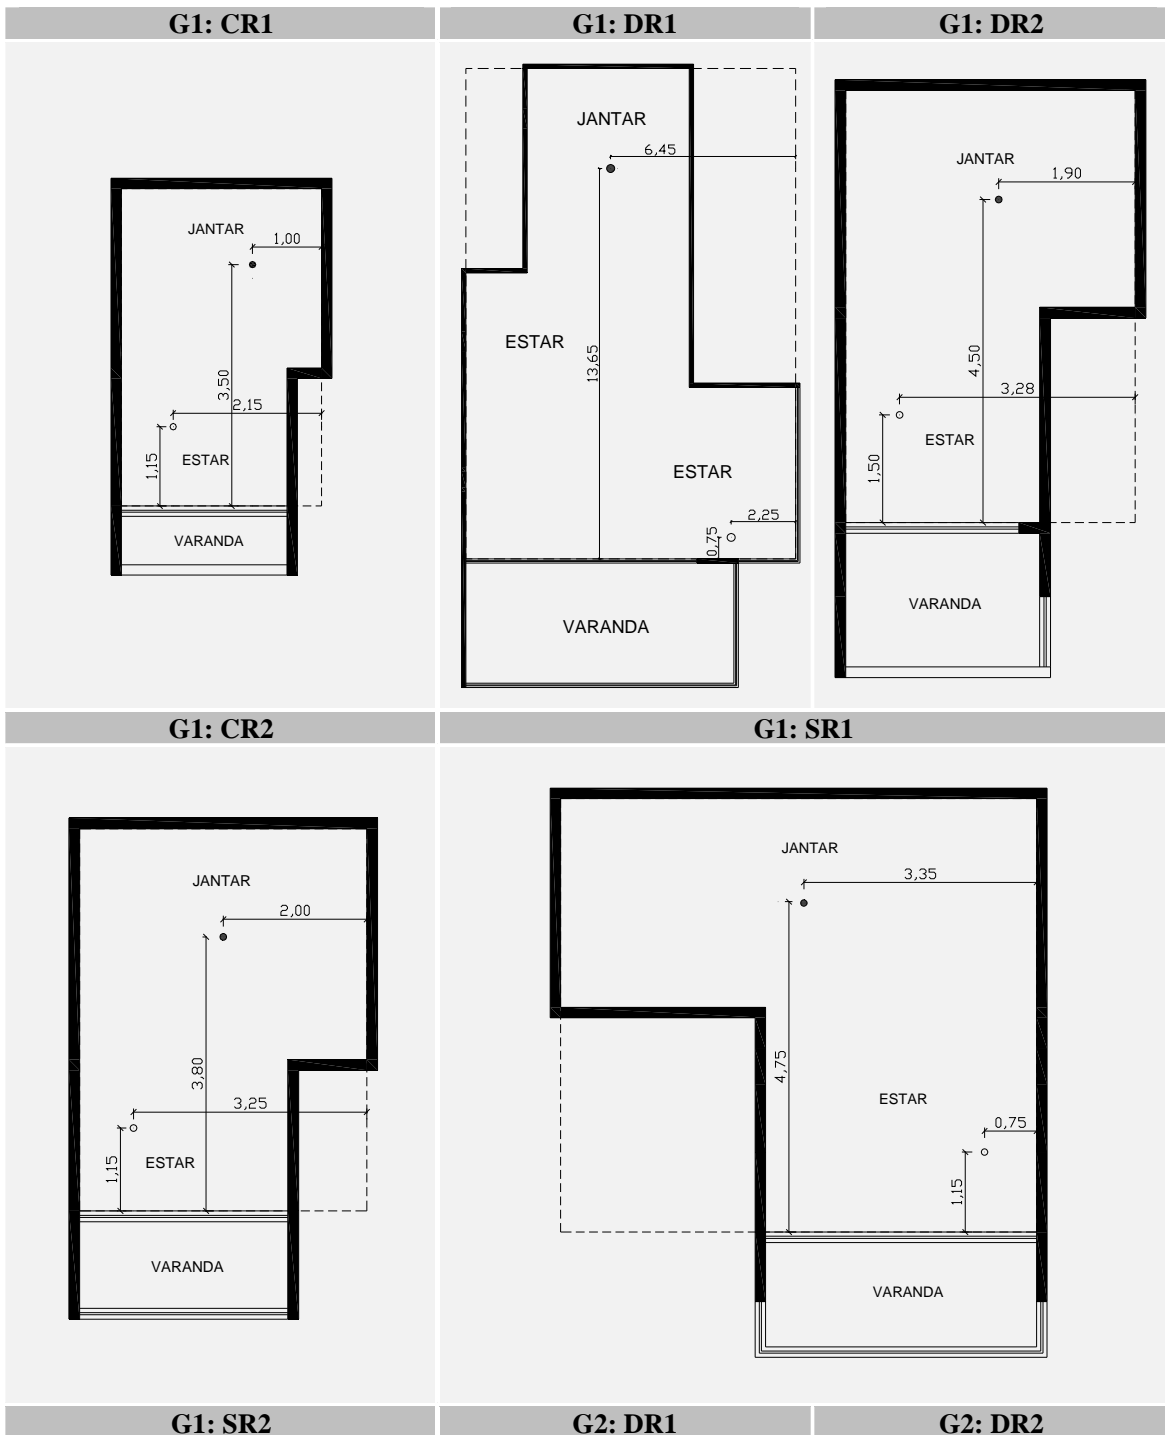 G1: CR1
G1: DR1
G1: DR2
JANTAR
1,00
3,50
2,15
1,15
ESTAR
VARANDA
JANTAR
6,45
13,65
ESTAR
ESTAR
2,25
0,75
VARANDA
JANTAR
1,90
4,50
3,28
1,50
ESTAR
VARANDA
G1: CR2
G1: SR1
JANTAR
2,00
3,80
3,25
1,15
ESTAR
VARANDA
JANTAR
3,35
4,75
ESTAR
0,75
1,15
VARANDA
G1: SR2
G2: DR1
G2: DR2